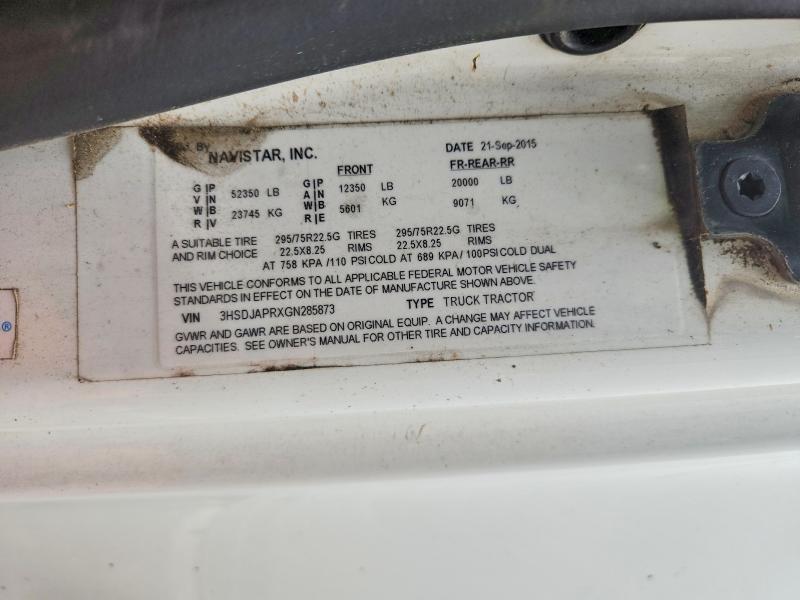 By
NAVISTAR, INC.
DATE 21-Sep-2015
FRONT FR-REAR-RR
G|P V|N W|B R|V 52350 LB 23745 KG G|P A|N W|B R|E 12350 LB 5601 KG 20000 LB 9071 KG
A SUITABLE TIRE 295/75R22.5G TIRES 295/75R22.5G TIRES
AND RIM CHOICE 22.5X8.25 RIMS 22.5X8.25 RIMS
AT 758 KPA /110 PSI COLD AT 689 KPA/ 100PSI COLD DUAL
THIS VEHICLE CONFORMS TO ALL APPLICABLE FEDERAL MOTOR VEHICLE SAFETY
STANDARDS IN EFFECT ON THE DATE OF MANUFACTURE SHOWN ABOVE.
VIN 3HSDJAPRXGN285873 TYPE TRUCK TRACTOR
GVWR AND GAWR ARE BASED ON ORIGINAL EQUIP. A CHANGE MAY AFFECT VEHICLE
CAPACITIES. SEE OWNER'S MANUAL FOR OTHER TIRE AND CAPACITY INFORMATION.
®